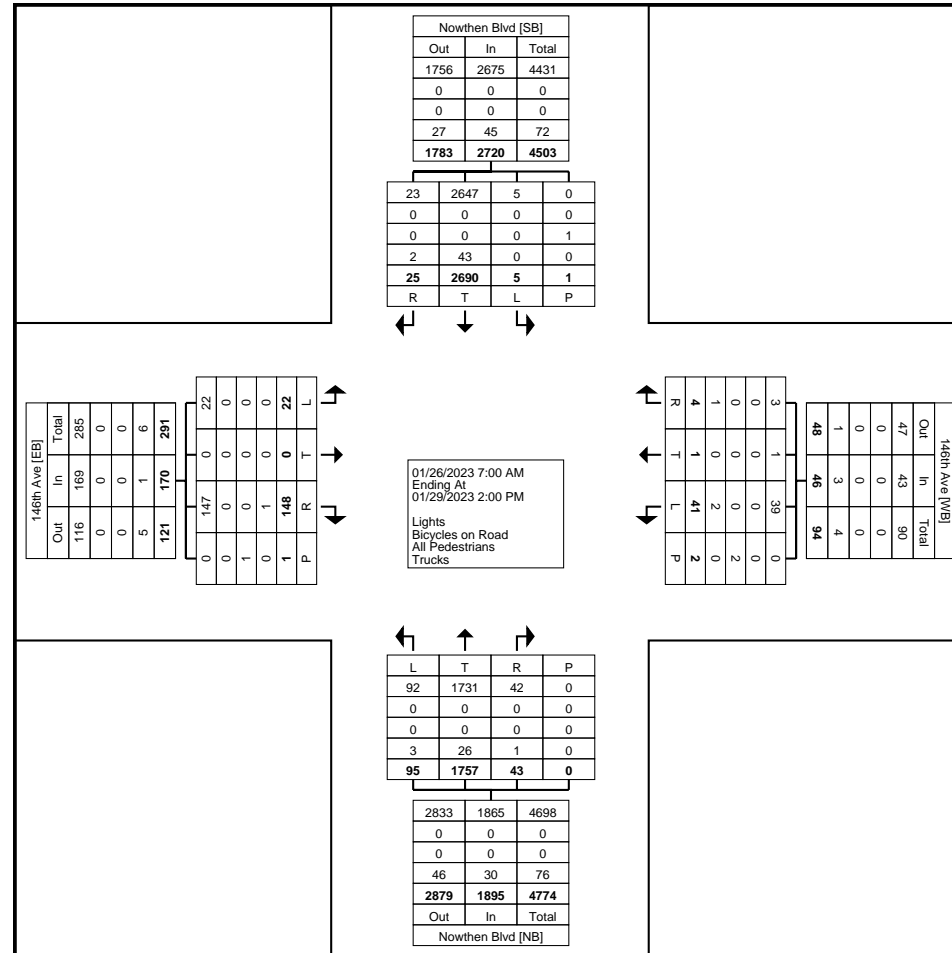 Nowthen Blvd [SB]
Out In Total
1756 2675 4431
0 0 0
0 0 0
27 45 72
1783 2720 4503
23 2647 5 0
0 0 0 0
0 0 0 1
2 43 0 0
25 2690 5 1
R T L P
146th Ave [EB]
Total 285 0 0 6 291
In 169 0 0 1 170
Out 116 0 0 5 121
22 0 0 0 22 L
0 0 0 0 0 T
147 0 0 1 148 R
0 0 1 0 1 P
01/26/2023 7:00 AM
Ending At
01/29/2023 2:00 PM
Lights
Bicycles on Road
All Pedestrians
Trucks
R 4 1 0 0 3
T 1 0 0 0 1
L 41 2 0 0 39
P 2 0 2 0 0
48 1 0 0 47 Out
46 3 0 0 43 In
94 4 0 0 90 Total
146th Ave [WB]
L T R P
92 1731 42 0
0 0 0 0
0 0 0 0
3 26 1 0
95 1757 43 0
2833 1865 4698
0 0 0
0 0 0
46 30 76
2879 1895 4774
Out In Total
Nowthen Blvd [NB]